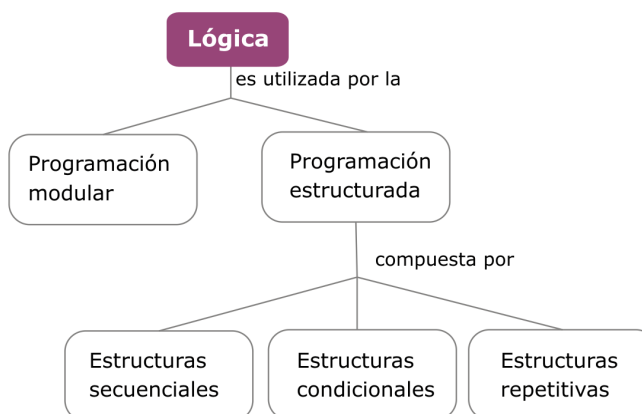 Lógica
es utilizada por la
Programación
modular
Programación
estructurada
compuesta por
Estructuras
secuenciales
Estructuras
condicionales
Estructuras
repetitivas